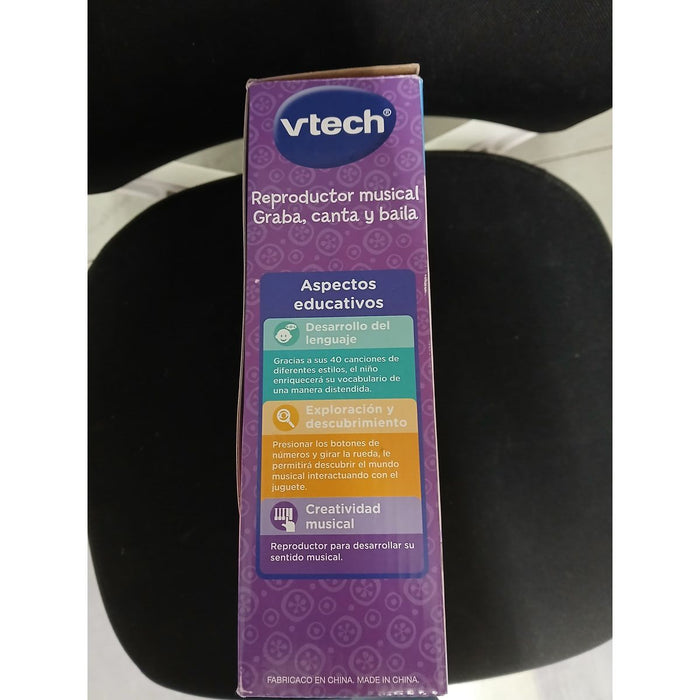 vtech®
Reproductor musical
Graba, canta y baila
Aspectos
educativos
Desarrollo del
lenguaje
Gracias a sus 40 canciones de
diferentes estilos, el niño
enriquecerá su vocabulario de
una manera distendida.
Exploración y
descubrimiento
Presionar los botones de
números y girar la rueda, le
permitirá descubrir el mundo
musical interactuando con el
juguete.
Creatividad
musical
Reproductor para desarrollar su
sentido musical.
FABRICACO EN CHINA. MADE IN CHINA.